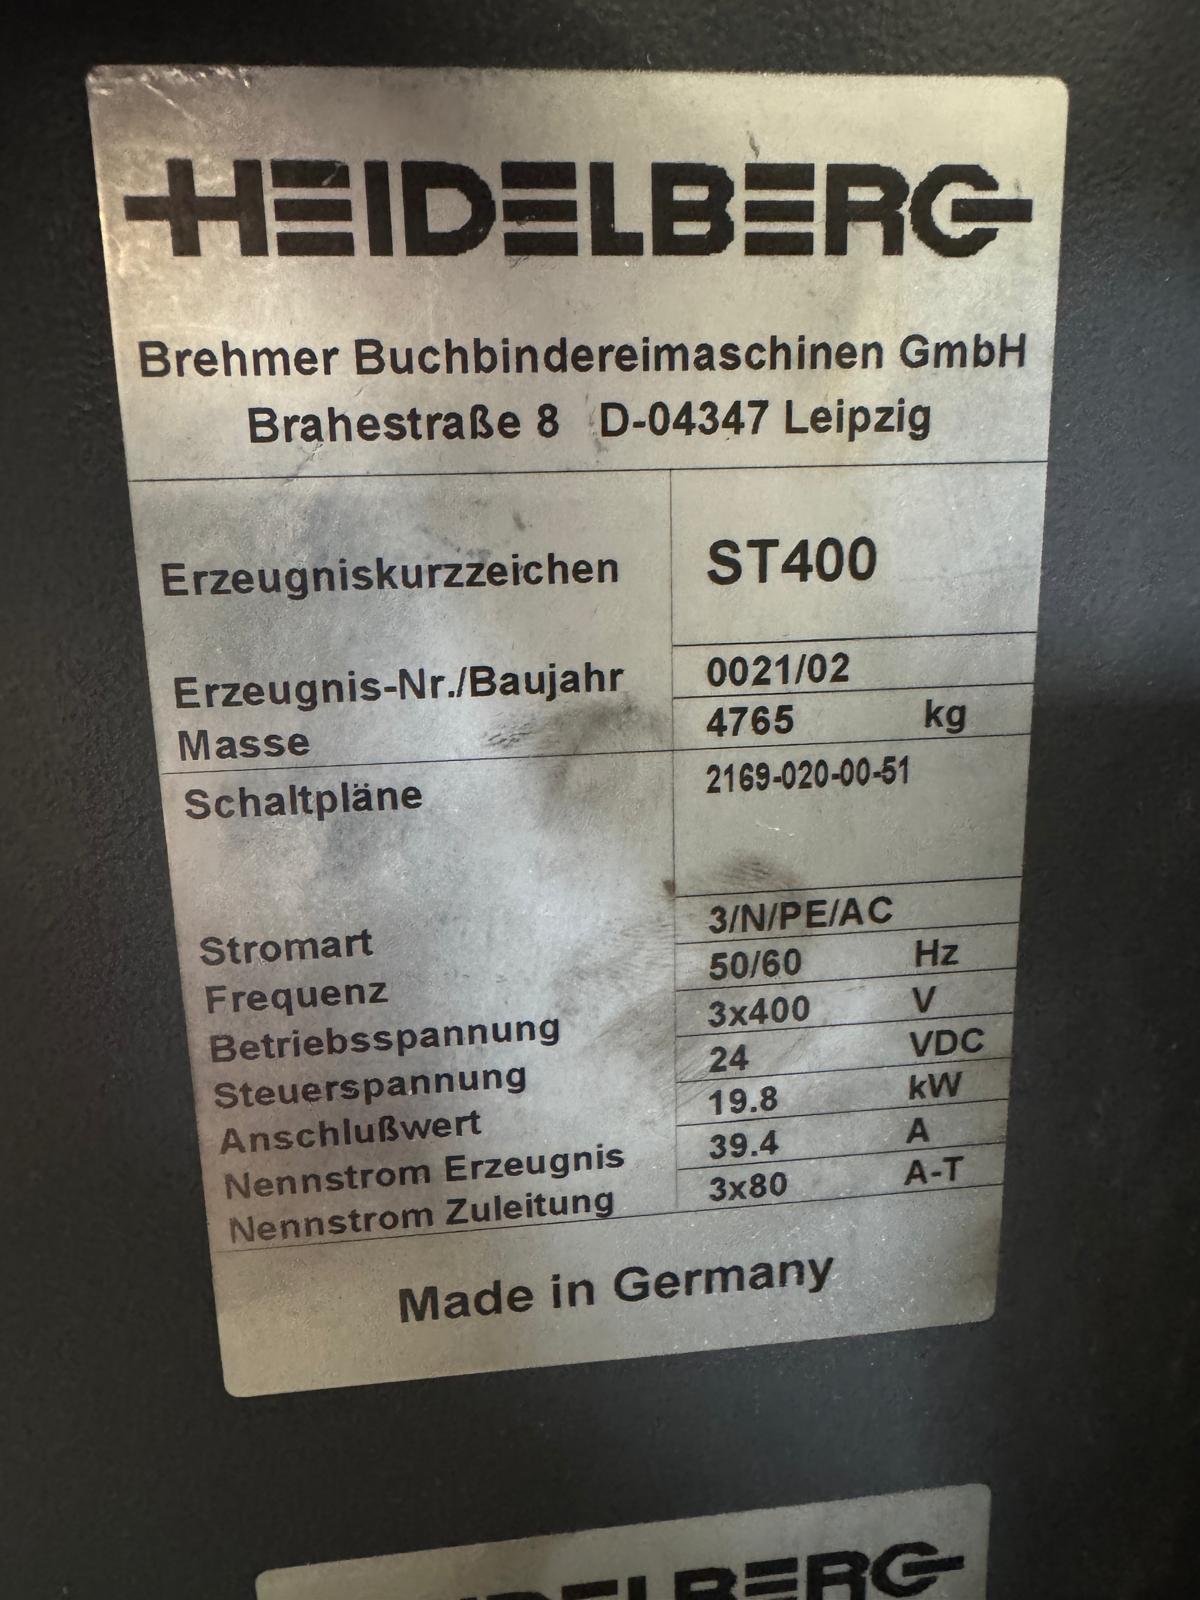 HEIDELBERG
Brehmer Buchbindereimaschinen GmbH
Brahestraße 8 D-04347 Leipzig
Erzeugniskurzzeichen ST400
Erzeugnis-Nr./Baujahr 0021/02
Masse 4765 kg
Schaltpläne 2169-020-00-51
Stromart 3/N/PE/AC
Frequenz 50/60 Hz
Betriebsspannung 3x400 V
Steuerspannung 24 VDC
Anschlußwert 19.8 kW
Nennstrom Erzeugnis 39.4 A
Nennstrom Zuleitung 3x80 A-T
Made in Germany
HEIDELBERG